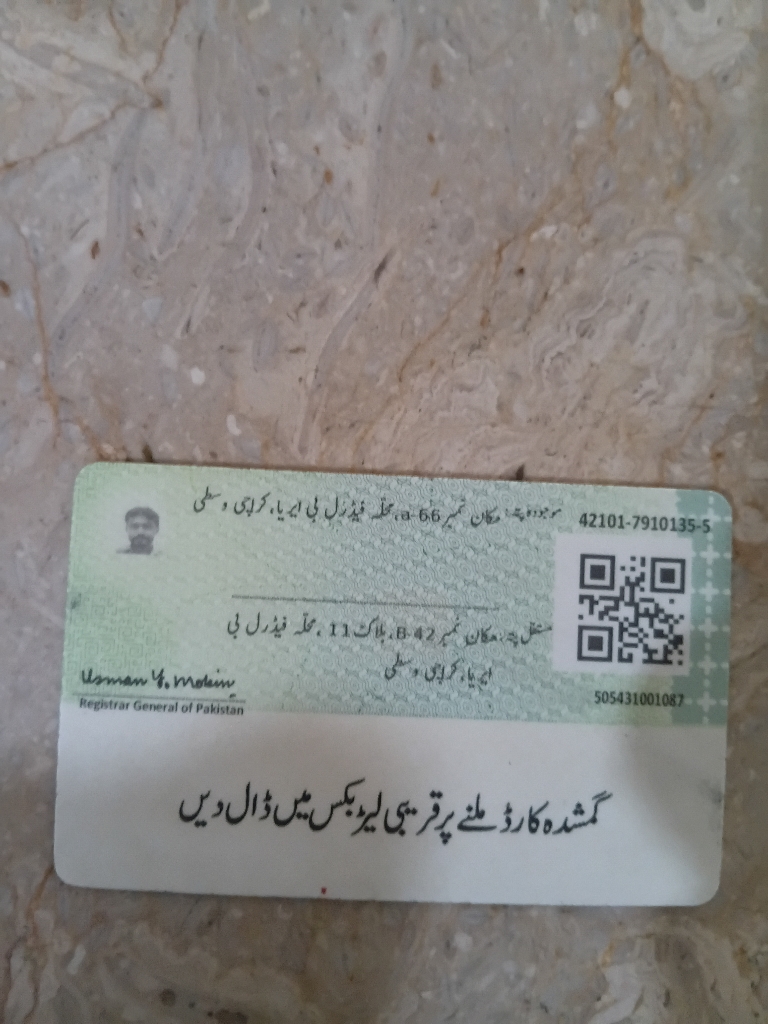 موجودہ پتہ: مکان نمبر a-66، محلّہ فیڈرل بی ایریا، کراچی وسطی
42101-7910135-5
مستقل پتہ: مکان نمبر B-42، بلاک 11، محلّہ فیڈرل بی
ایریا، کراچی وسطی
Usman Y. Mobin
Registrar General of Pakistan
505431001087
گمشدہ کارڈ ملنے پر قریبی لیٹر بکس میں ڈال دیں